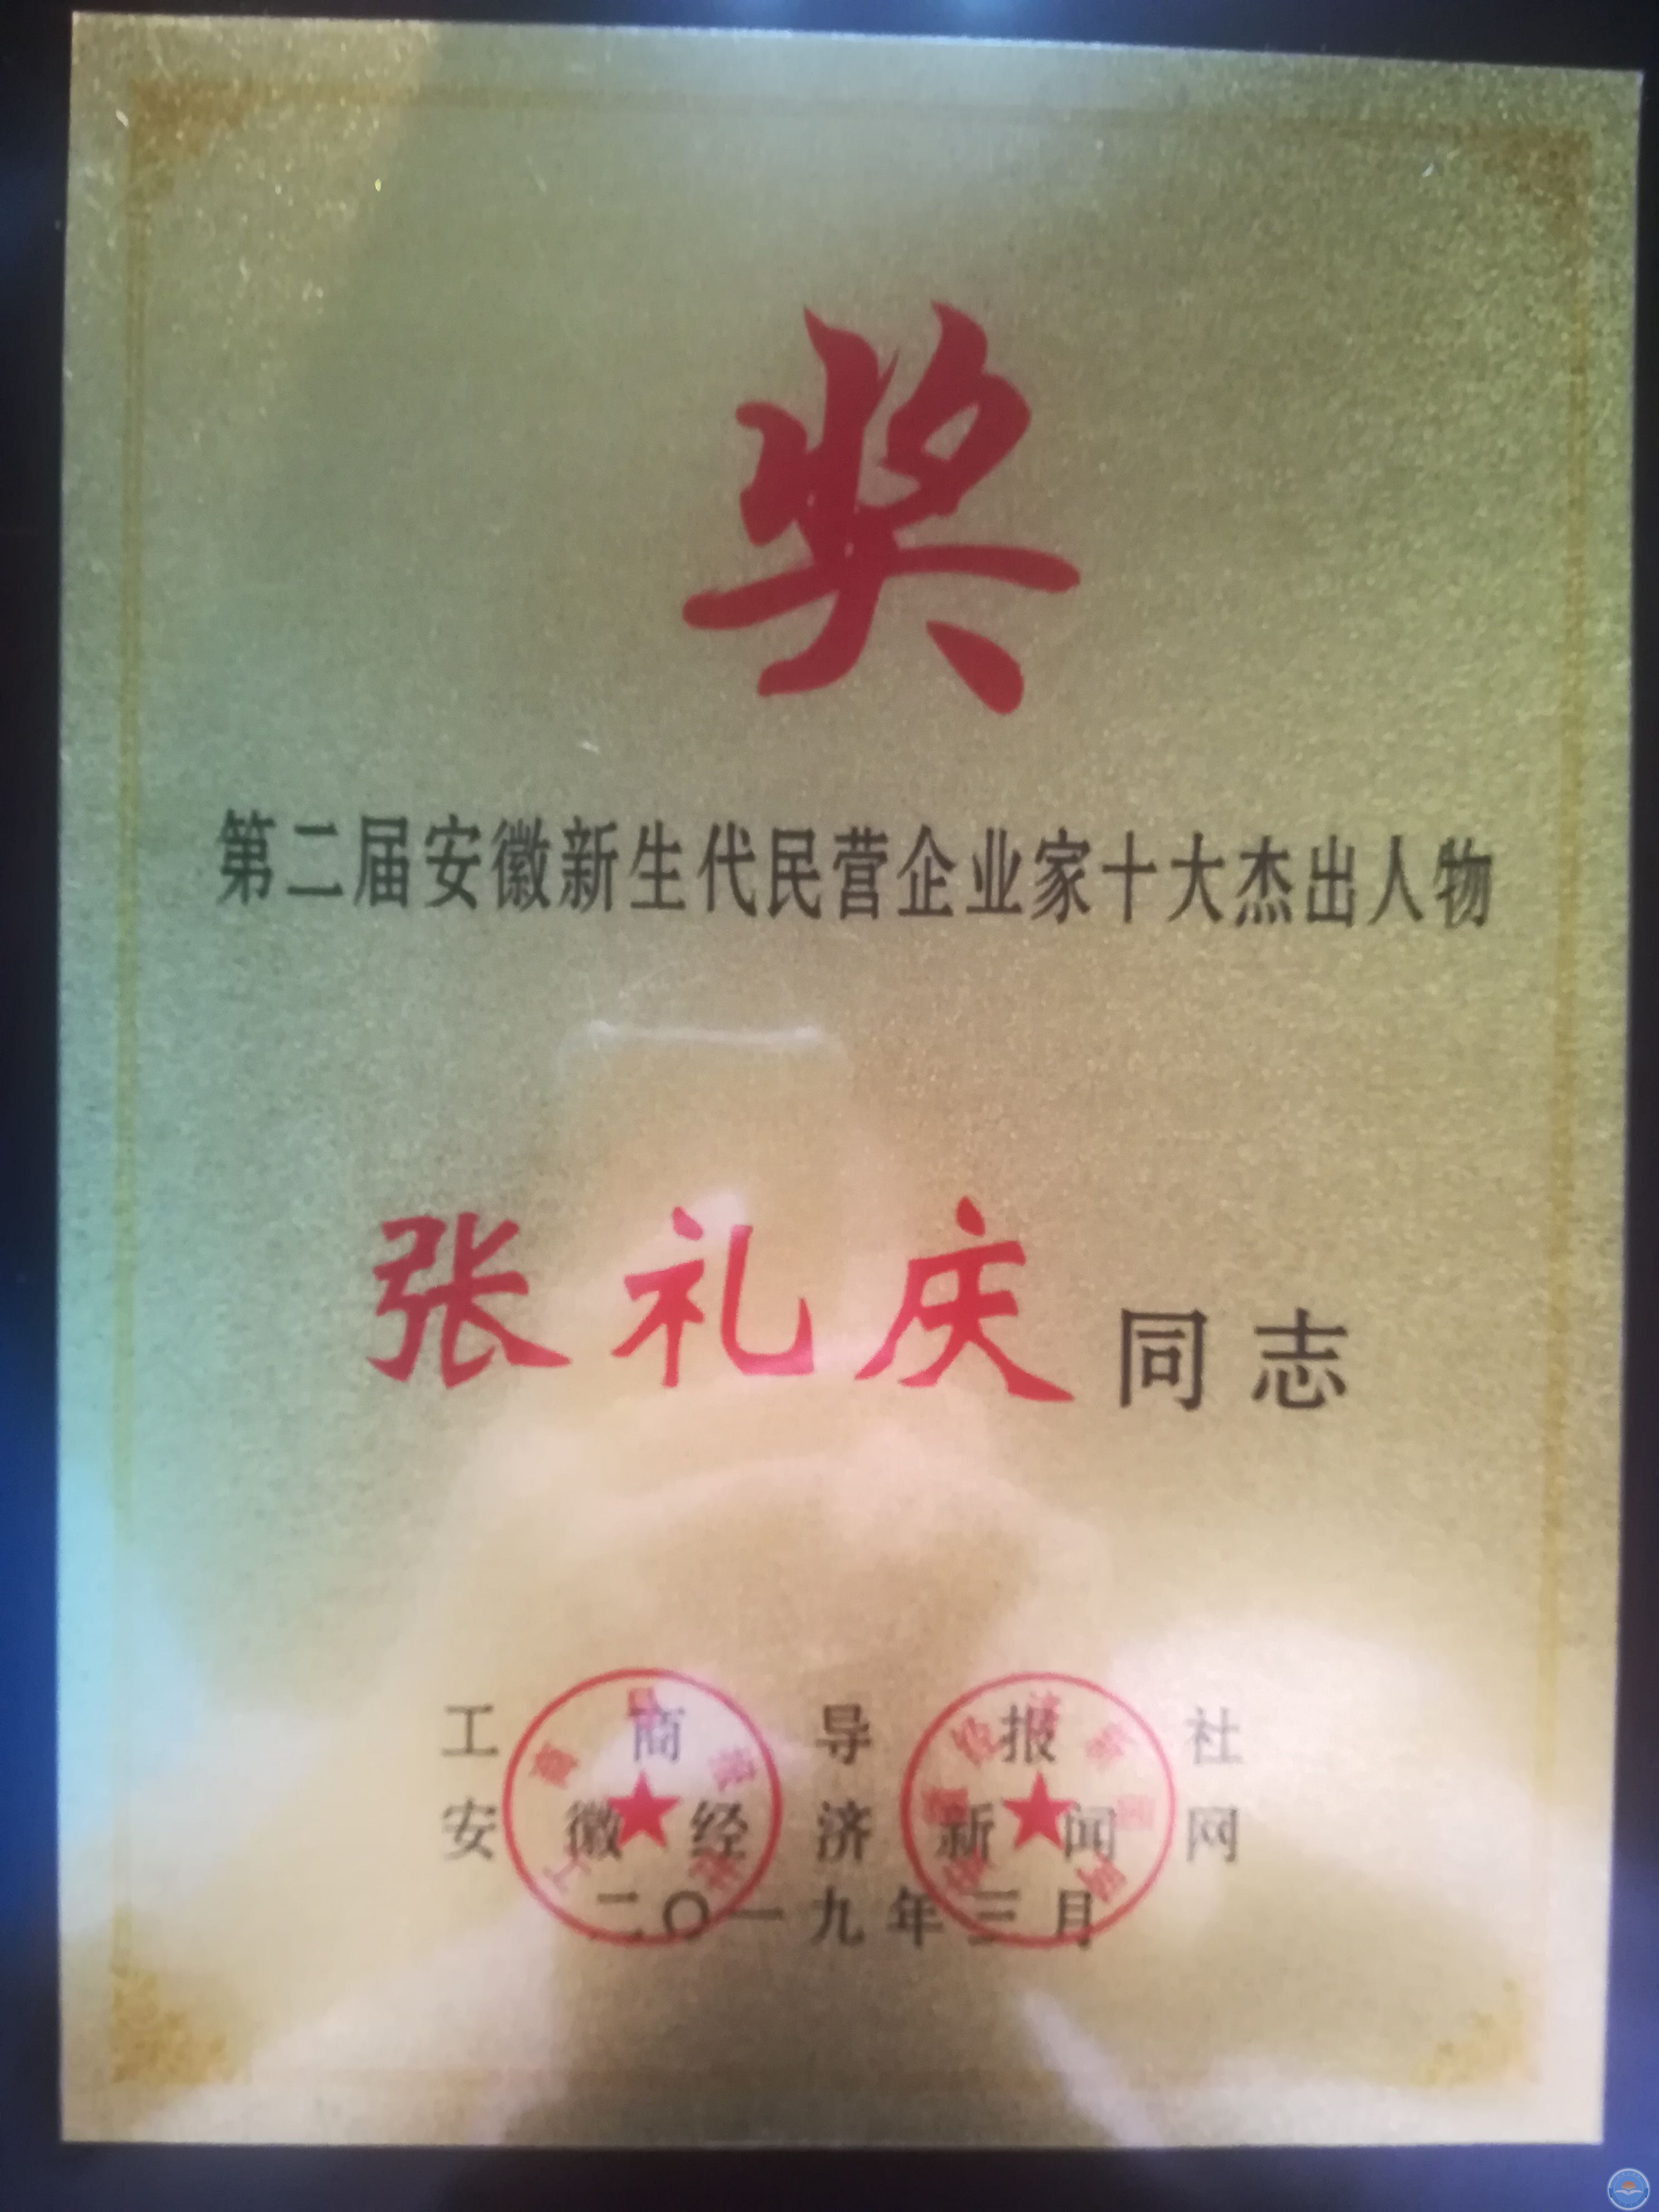 奖
第二届安徽新生代民营企业家十大杰出人物
张礼庆同志
工商导报社
安徽经济新闻网
二〇一九年三月